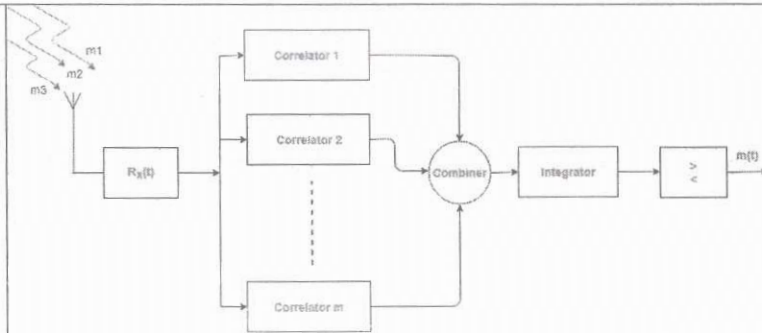 m1
m2
m3
Correlator 1
Correlator 2
Correlator m
Rx(t)
Combiner
Integrator
>
<
m(t)